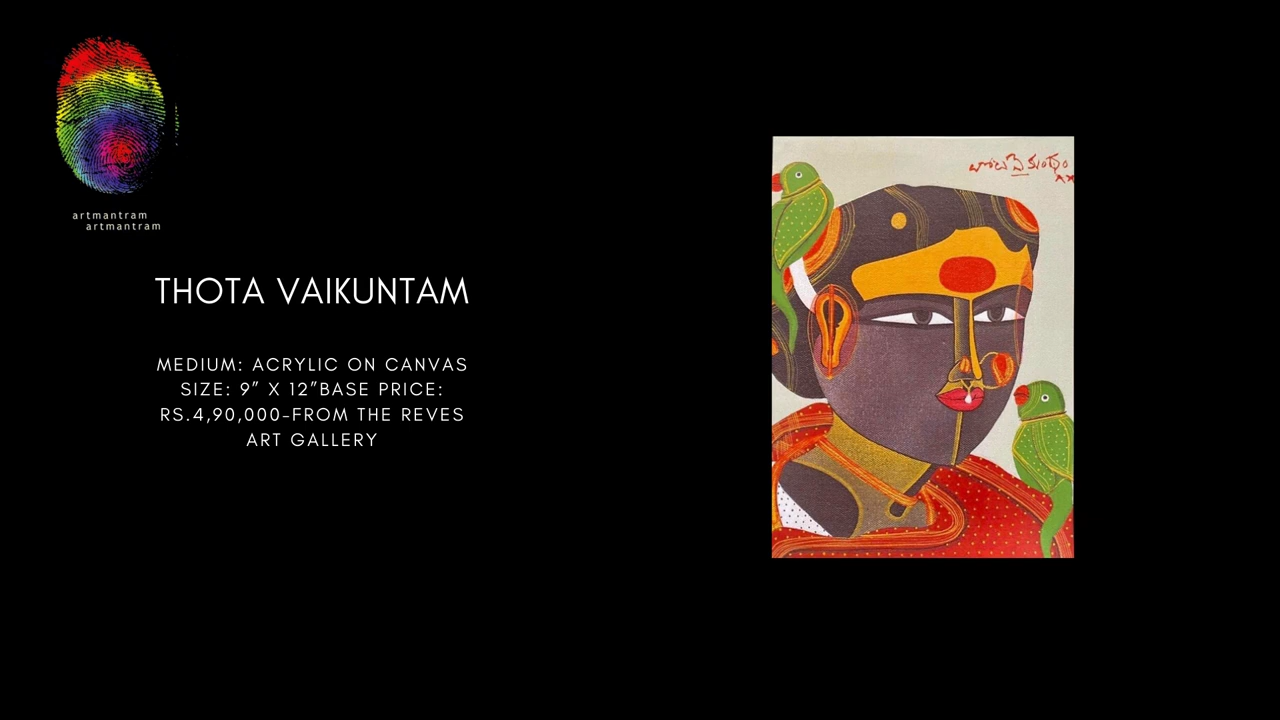 artmantram
artmantram
THOTA VAIKUNTAM
MEDIUM: ACRYLIC ON CANVAS
SIZE: 9" X 12"BASE PRICE:
RS.4,90,000-FROM THE REVES
ART GALLERY